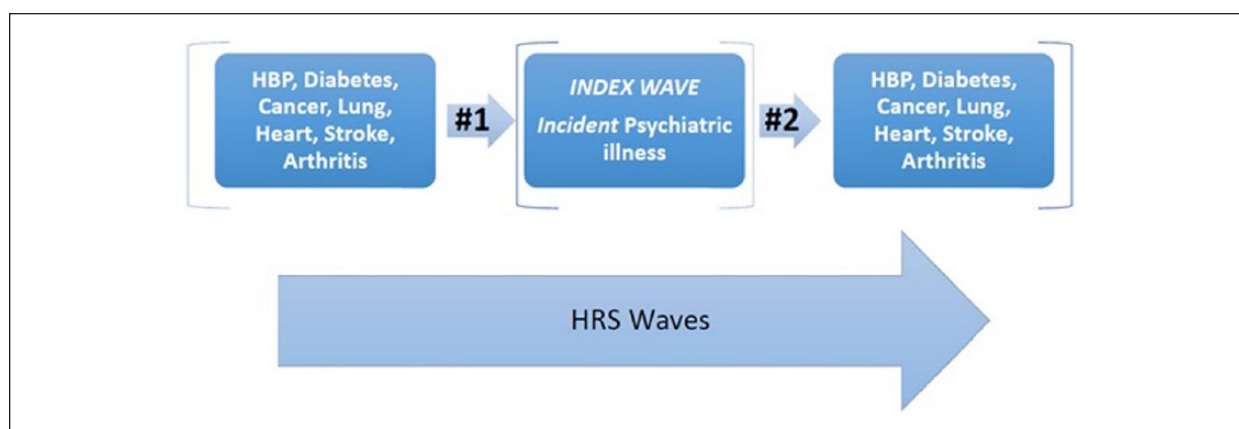 HBP, Diabetes,
Cancer, Lung,
Heart, Stroke,
Arthritis
#1
INDEX WAVE
Incident Psychiatric
illness
#2
HBP, Diabetes,
Cancer, Lung,
Heart, Stroke,
Arthritis
HRS Waves